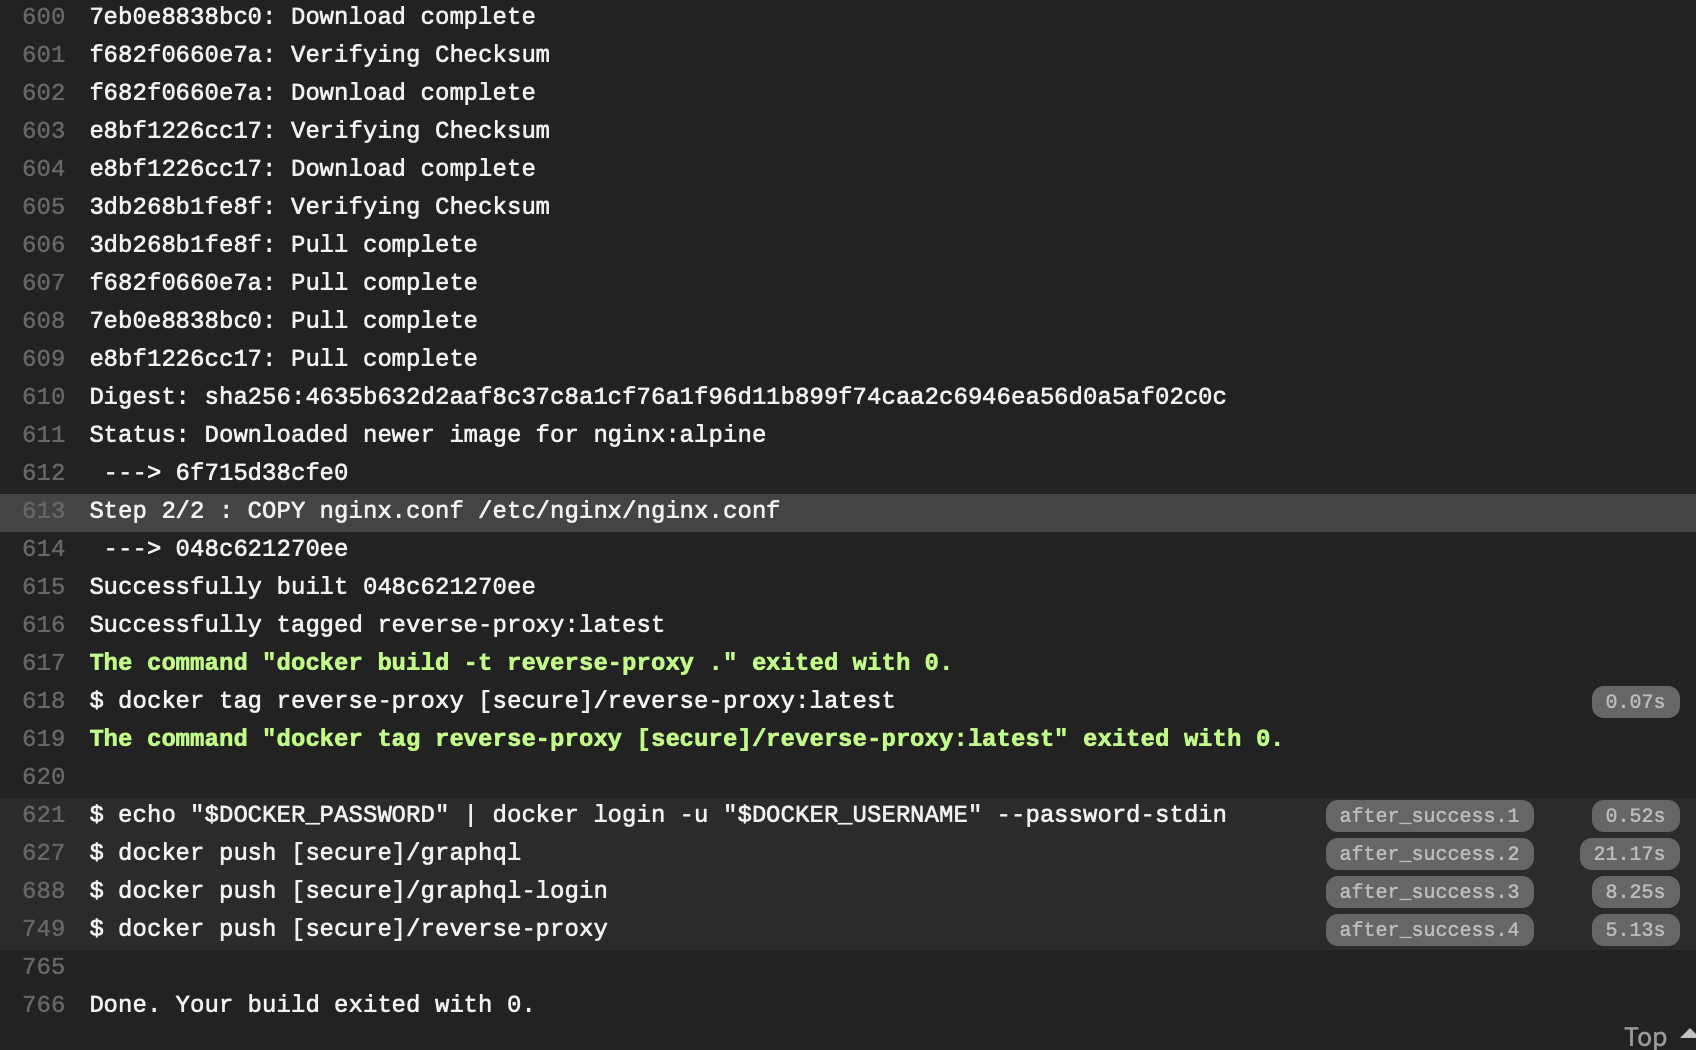 600 7eb0e8838bc0: Download complete
601 f682f0660e7a: Verifying Checksum
602 f682f0660e7a: Download complete
603 e8bf1226cc17: Verifying Checksum
604 e8bf1226cc17: Download complete
605 3db268b1fe8f: Verifying Checksum
606 3db268b1fe8f: Pull complete
607 f682f0660e7a: Pull complete
608 7eb0e8838bc0: Pull complete
609 e8bf1226cc17: Pull complete
610 Digest: sha256:4635b632d2aaf8c37c8a1cf76a1f96d11b899f74caa2c6946ea56d0a5af02c0c
611 Status: Downloaded newer image for nginx:alpine
612 ---> 6f715d38cfe0
613 Step 2/2 : COPY nginx.conf /etc/nginx/nginx.conf
614 ---> 048c621270ee
615 Successfully built 048c621270ee
616 Successfully tagged reverse-proxy:latest
617 The command "docker build -t reverse-proxy ." exited with 0.
618 $ docker tag reverse-proxy [secure]/reverse-proxy:latest 0.07s
619 The command "docker tag reverse-proxy [secure]/reverse-proxy:latest" exited with 0.
620
621 $ echo "$DOCKER_PASSWORD" | docker login -u "$DOCKER_USERNAME" --password-stdin after_success.1 0.52s
627 $ docker push [secure]/graphql after_success.2 21.17s
688 $ docker push [secure]/graphql-login after_success.3 8.25s
749 $ docker push [secure]/reverse-proxy after_success.4 5.13s
765
766 Done. Your build exited with 0.
Top